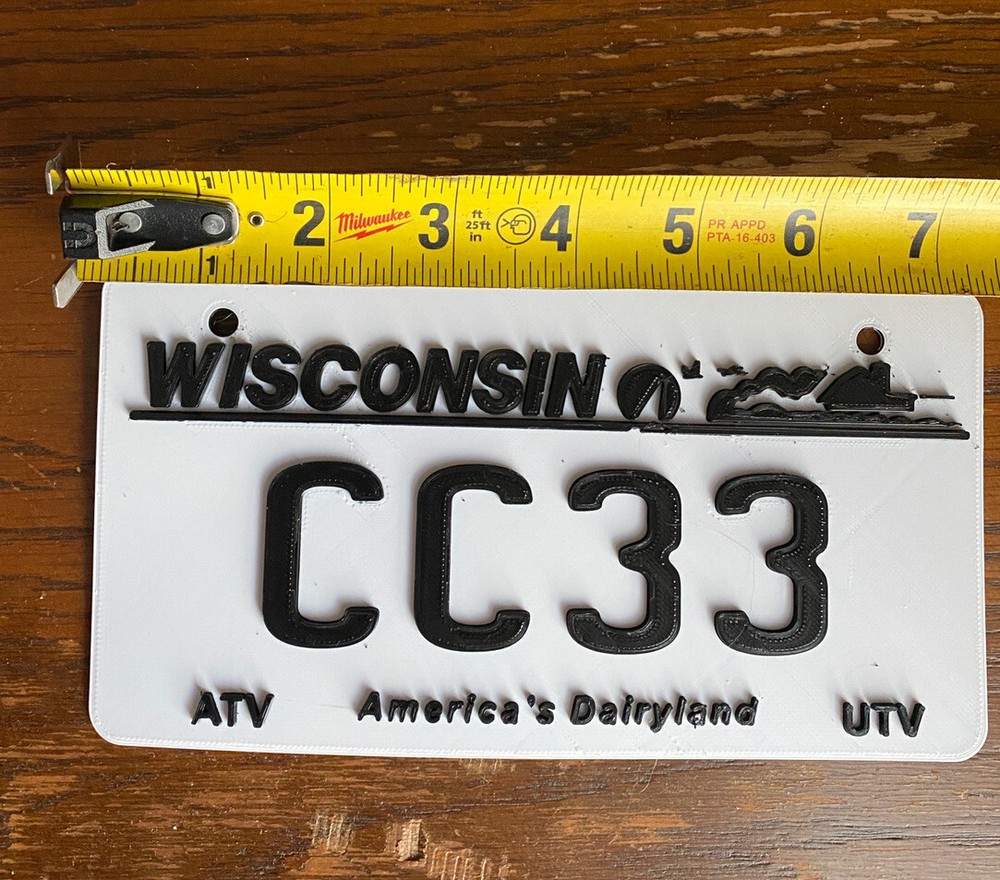 1
2 Milwaukee 3 ft 25ft in 4 5 PR APPD PTA-16-403 6 7
1
WISCONSIN
CC33
ATV America's Dairyland UTV